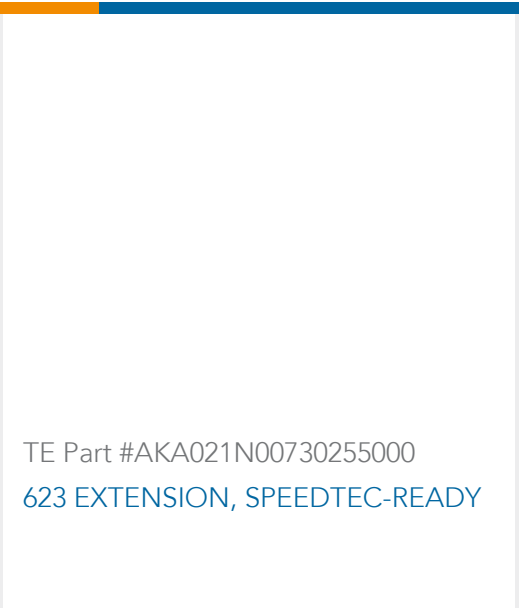 TE Part #AKA021N00730255000
623 EXTENSION, SPEEDTEC-READY